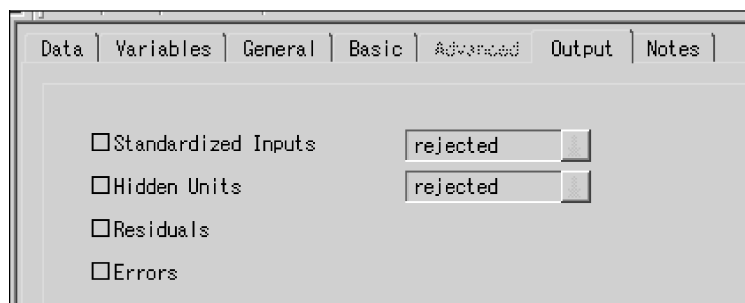 Data Variables General Basic Advanced Output Notes
Standardized Inputs rejected
Hidden Units rejected
Residuals
Errors